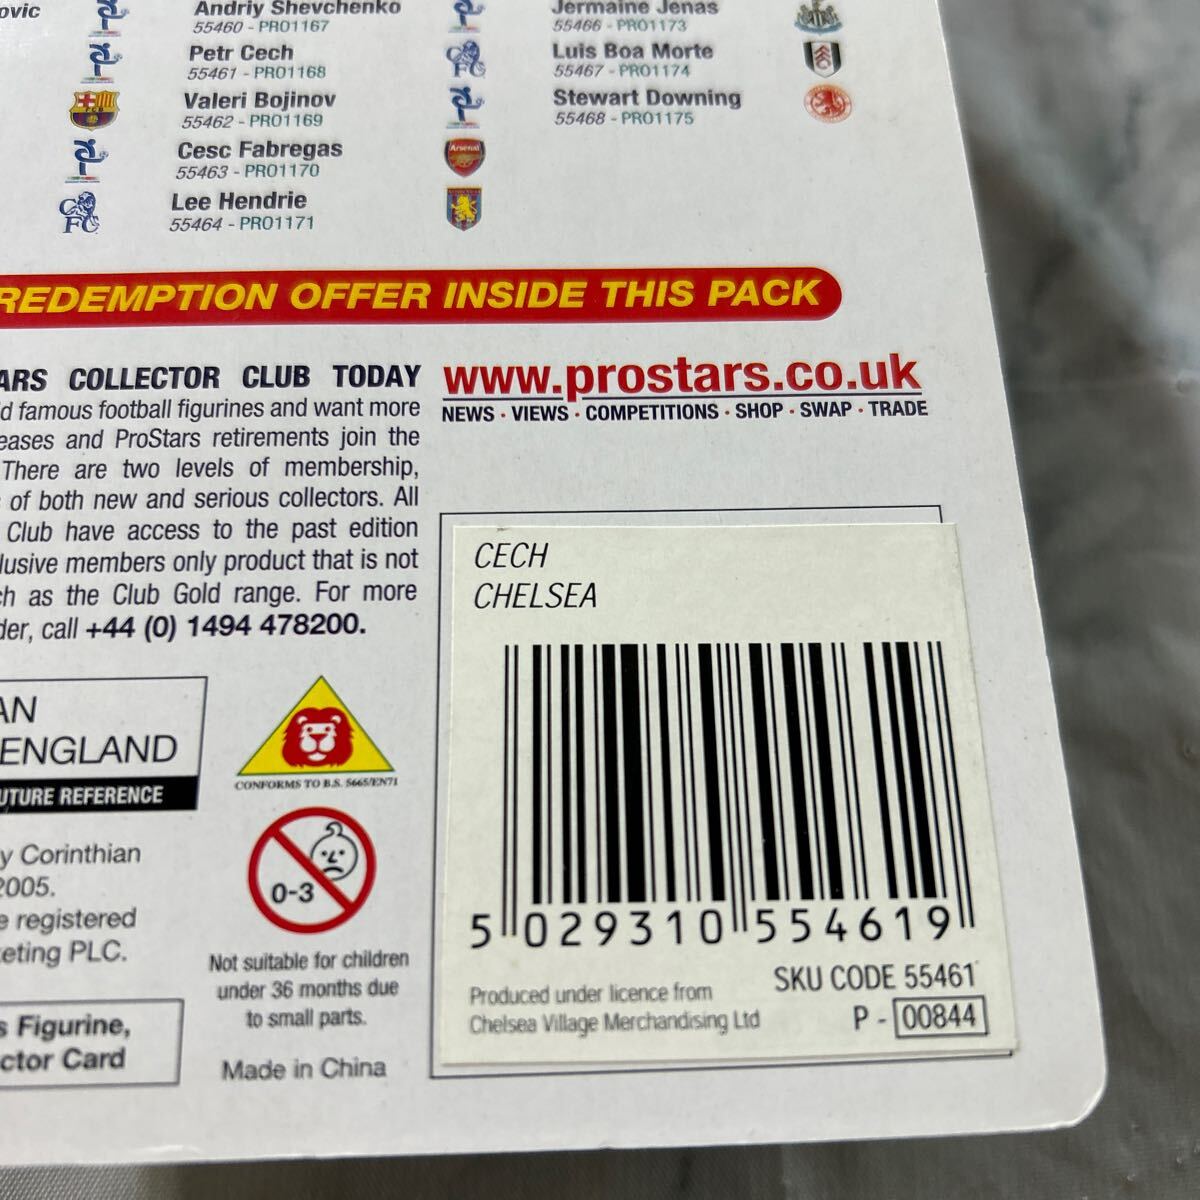 ovic
Andriy Shevchenko
55460 - PRO1167
Petr Cech
55461 - PRO1168
Valeri Bojinov
55462 - PRO1169
Cesc Fabregas
55463 - PRO1170
Lee Hendrie
55464 - PRO1171
Jermaine Jenas
55466 - PRO1173
Luis Boa Morte
55467 - PRO1174
Stewart Downing
55468 - PRO1175
Arsenal
REDEMPTION OFFER INSIDE THIS PACK
ARS COLLECTOR CLUB TODAY
d famous football figurines and want more
eases and ProStars retirements join the
There are two levels of membership,
of both new and serious collectors. All
Club have access to the past edition
lusive members only product that is not
ch as the Club Gold range. For more
der, call +44 (0) 1494 478200.
www.prostars.co.uk
NEWS · VIEWS · COMPETITIONS · SHOP · SWAP · TRADE
CECH
CHELSEA
5 029310 554619
SKU CODE 55461
Produced under licence from
Chelsea Village Merchandising Ltd
P - 00844
AN
ENGLAND
UTURE REFERENCE
y Corinthian
2005.
e registered
eting PLC.
s Figurine,
ctor Card
CONFORMS TO B.S. 5665/EN71
0-3
Not suitable for children
under 36 months due
to small parts.
Made in China